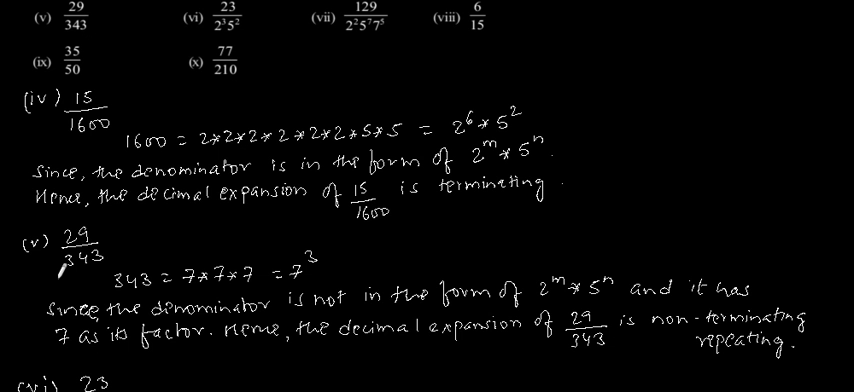 (v) 29/343 (vi) 23/2³5² (vii) 129/2²5⁷7⁵ (viii) 6/15
(ix) 35/50 (x) 77/210
(iv) 15/1600
1600 = 2*2*2*2*2*2*5*5 = 2⁶*5²
Since, the denominator is in the form of 2ᵐ*5ⁿ.
Hence, the decimal expansion of 15/1600 is terminating.
(v) 29/343
343 = 7*7*7 = 7³
Since, the denominator is not in the form of 2ᵐ*5ⁿ and it has
7 as its factor. Hence, the decimal expansion of 29/343 is non-terminating
repeating.
(vi) 23